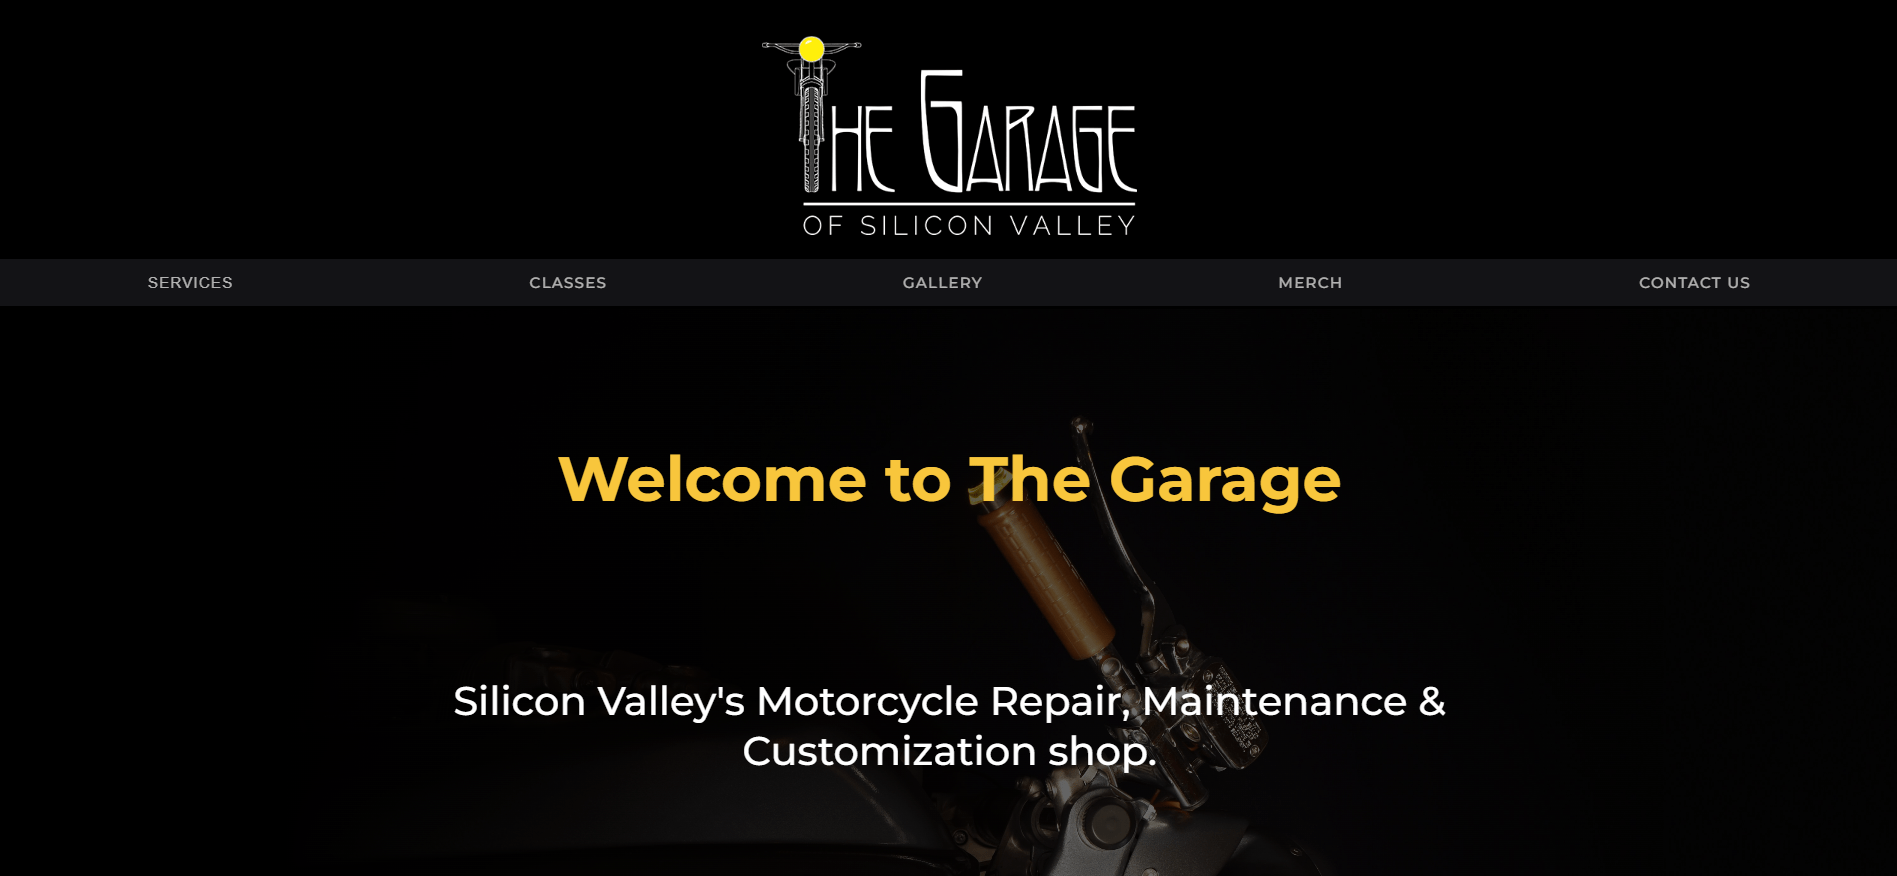 THE GARAGE
OF SILICON VALLEY
SERVICES
CLASSES
GALLERY
MERCH
CONTACT US
Welcome to The Garage
Silicon Valley's Motorcycle Repair, Maintenance &
Customization shop.